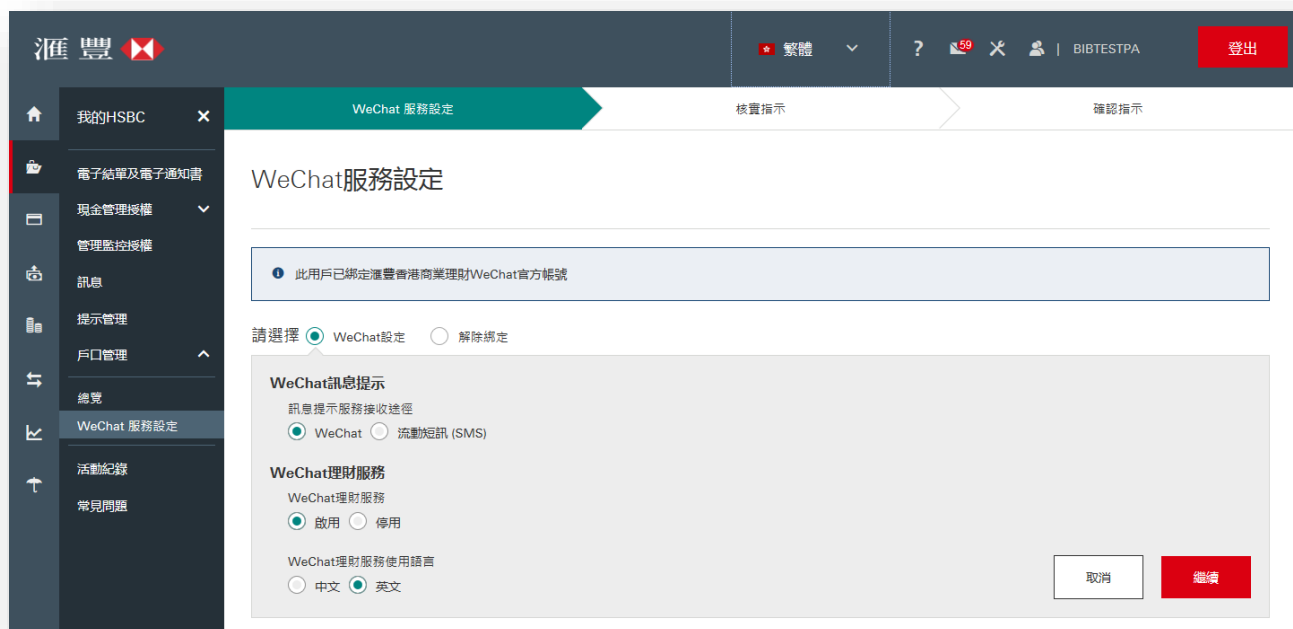 滙豐
繁體
?
59
BIBTESTPA
登出
我的HSBC
WeChat 服務設定
核實指示
確認指示
電子結單及電子通知書
現金管理授權
管理監控授權
訊息
提示管理
戶口管理
總覽
WeChat 服務設定
活動紀錄
常見問題
WeChat服務設定
此用戶已綁定滙豐香港商業理財WeChat官方帳號
請選擇 WeChat設定 解除綁定
WeChat訊息提示
訊息提示服務接收途徑
WeChat 流動短訊 (SMS)
WeChat理財服務
WeChat理財服務
啟用 停用
WeChat理財服務使用語言
中文 英文
取消
繼續